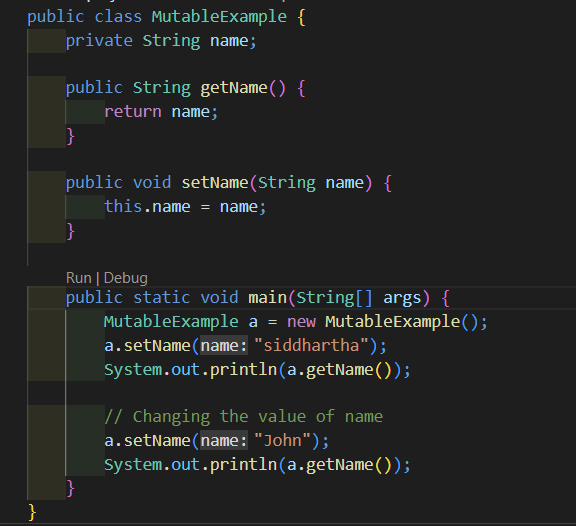 public class MutableExample {
    private String name;

    public String getName() {
        return name;
    }

    public void setName(String name) {
        this.name = name;
    }

    Run | Debug
    public static void main(String[] args) {
        MutableExample a = new MutableExample();
        a.setName(name: "siddhartha");
        System.out.println(a.getName());

        // Changing the value of name
        a.setName(name: "John");
        System.out.println(a.getName());
    }
}